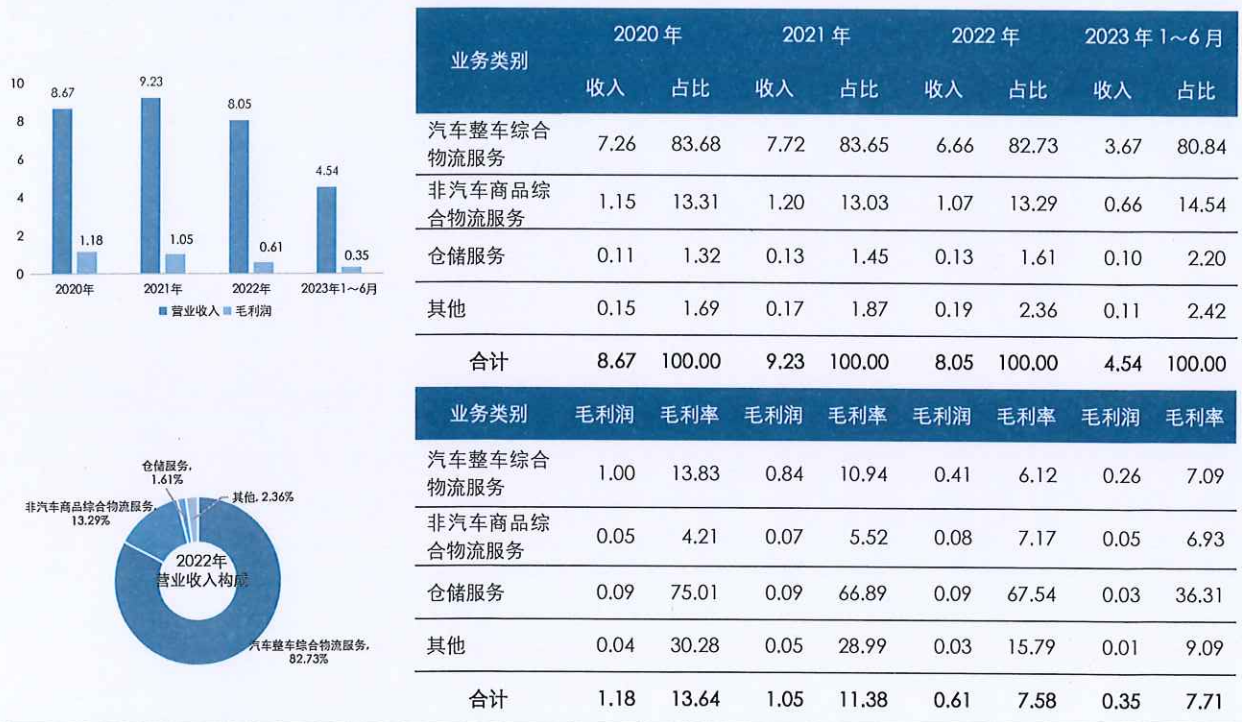 10
8
6
4
2
0
8.67
1.18
9.23
1.05
8.05
0.61
4.54
0.35
2020年 2021年 2022年 2023年1～6月
营业收入 毛利润
仓储服务,
1.61%
其他, 2.36%
非汽车商品综合物流服务,
13.29%
2022年
营业收入构成
汽车整车综合物流服务,
82.73%
业务类别 2020 年 2021 年 2022 年 2023 年 1～6 月
收入 占比 收入 占比 收入 占比 收入 占比
汽车整车综合
物流服务 7.26 83.68 7.72 83.65 6.66 82.73 3.67 80.84
非汽车商品综
合物流服务 1.15 13.31 1.20 13.03 1.07 13.29 0.66 14.54
仓储服务 0.11 1.32 0.13 1.45 0.13 1.61 0.10 2.20
其他 0.15 1.69 0.17 1.87 0.19 2.36 0.11 2.42
合计 8.67 100.00 9.23 100.00 8.05 100.00 4.54 100.00
业务类别 毛利润 毛利率 毛利润 毛利率 毛利润 毛利率 毛利润 毛利率
汽车整车综合
物流服务 1.00 13.83 0.84 10.94 0.41 6.12 0.26 7.09
非汽车商品综
合物流服务 0.05 4.21 0.07 5.52 0.08 7.17 0.05 6.93
仓储服务 0.09 75.01 0.09 66.89 0.09 67.54 0.03 36.31
其他 0.04 30.28 0.05 28.99 0.03 15.79 0.01 9.09
合计 1.18 13.64 1.05 11.38 0.61 7.58 0.35 7.71